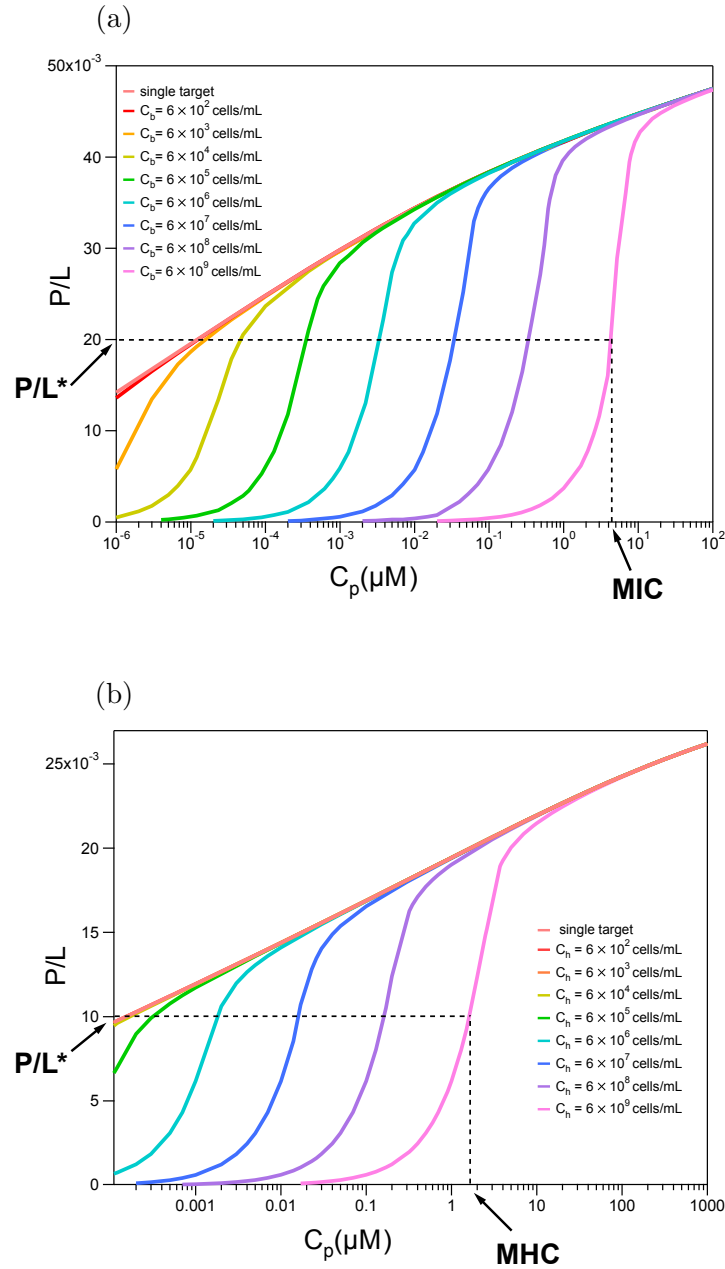 (a)
50x10⁻³
40
30
20
10
0
P/L
P/L*
single target
C_b= 6 × 10² cells/mL
C_b= 6 × 10³ cells/mL
C_b= 6 × 10⁴ cells/mL
C_b= 6 × 10⁵ cells/mL
C_b= 6 × 10⁶ cells/mL
C_b= 6 × 10⁷ cells/mL
C_b= 6 × 10⁸ cells/mL
C_b= 6 × 10⁹ cells/mL
10⁻⁶ 10⁻⁵ 10⁻⁴ 10⁻³ 10⁻² 10⁻¹ 10⁰ 10¹ 10²
C_p(µM)
MIC
(b)
25x10⁻³
20
15
10
5
0
P/L
P/L*
single target
C_h = 6 × 10² cells/mL
C_h = 6 × 10³ cells/mL
C_h = 6 × 10⁴ cells/mL
C_h = 6 × 10⁵ cells/mL
C_h = 6 × 10⁶ cells/mL
C_h = 6 × 10⁷ cells/mL
C_h = 6 × 10⁸ cells/mL
C_h = 6 × 10⁹ cells/mL
0.001 0.01 0.1 1 10 100 1000
C_p(µM)
MHC